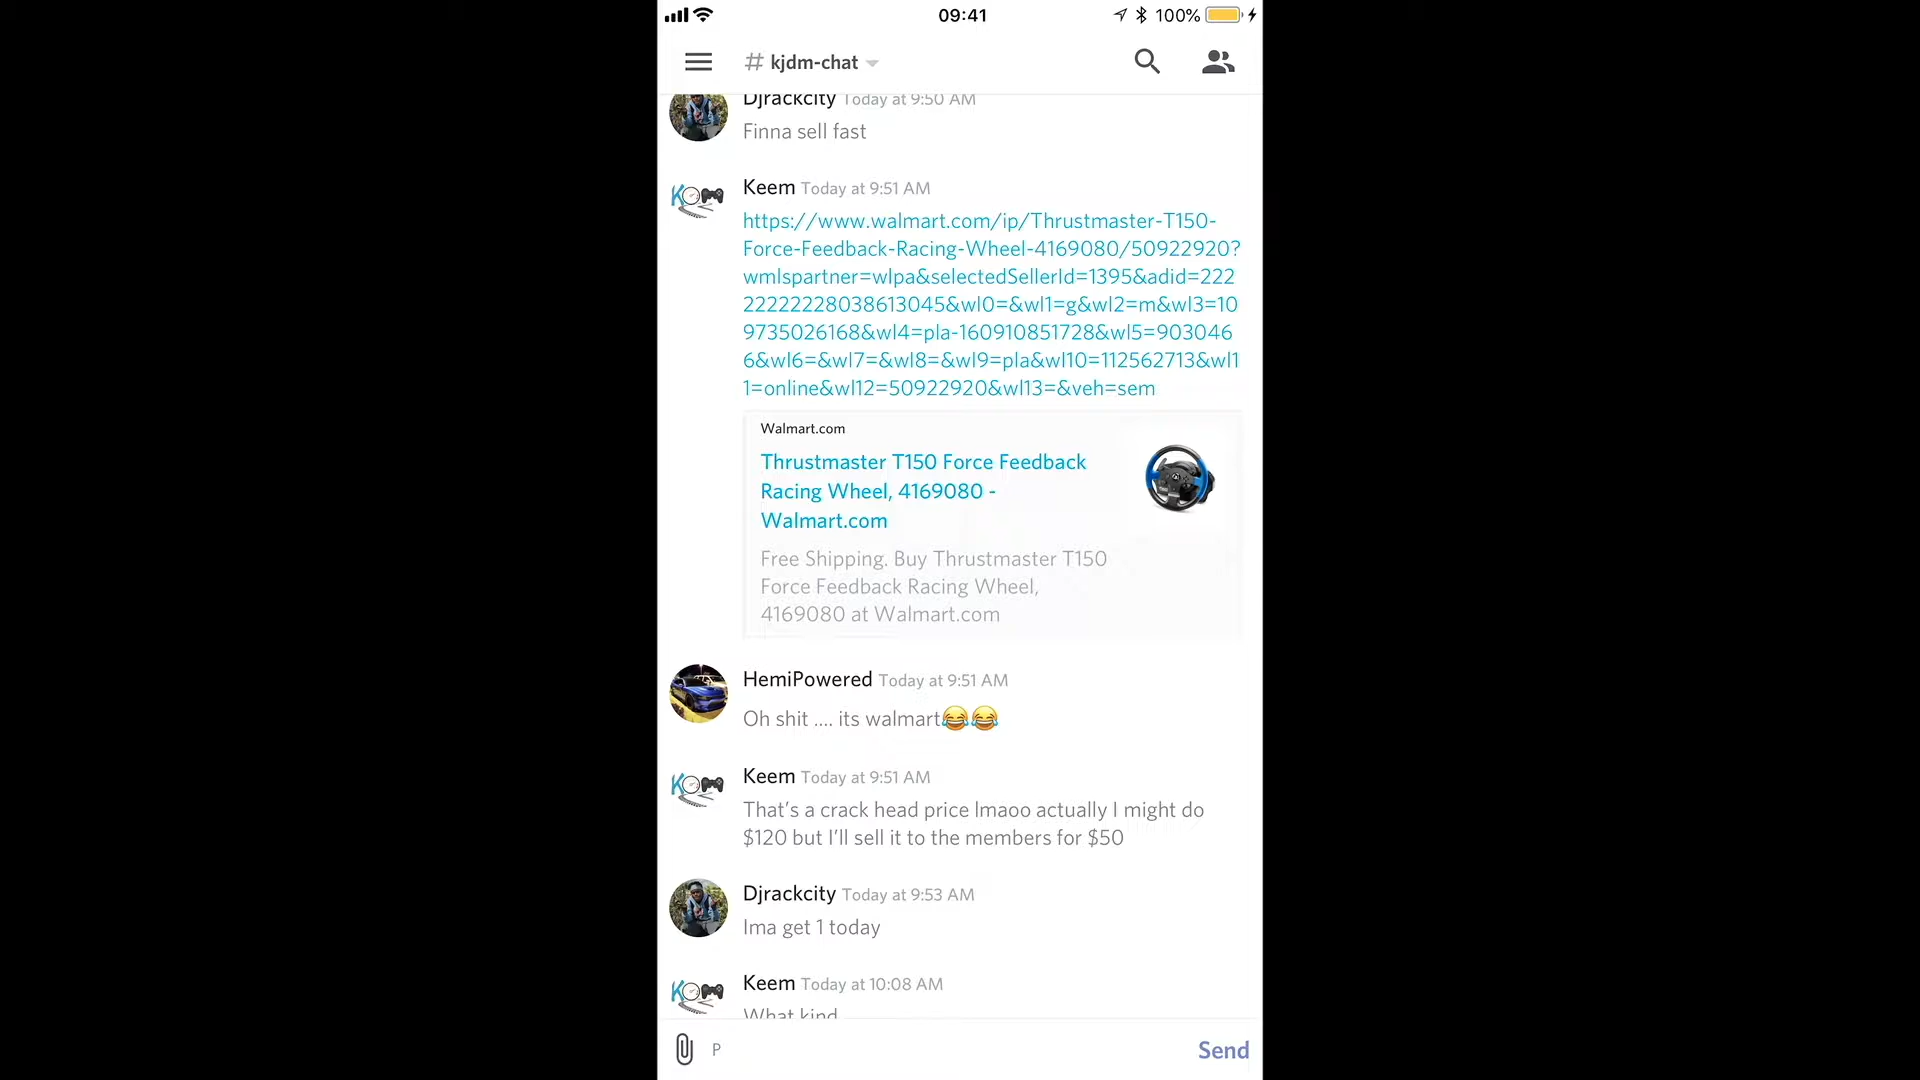 09:41
100%
# kjdm-chat
Djrackcity Today at 9:50 AM
Finna sell fast
Keem Today at 9:51 AM
https://www.walmart.com/ip/Thrustmaster-T150-
Force-Feedback-Racing-Wheel-4169080/50922920?
wmlspartner=wlpa&selectedSellerId=1395&adid=222
22222228038613045&wl0=&wl1=g&wl2=m&wl3=10
9735026168&wl4=pla-160910851728&wl5=903046
6&wl6=&wl7=&wl8=&wl9=pla&wl10=112562713&wl1
1=online&wl12=50922920&wl13=&veh=sem
Walmart.com
Thrustmaster T150 Force Feedback
Racing Wheel, 4169080 -
Walmart.com
Free Shipping. Buy Thrustmaster T150
Force Feedback Racing Wheel,
4169080 at Walmart.com
HemiPowered Today at 9:51 AM
Oh shit .... its walmart😂😂
Keem Today at 9:51 AM
That's a crack head price lmaoo actually I might do
$120 but I'll sell it to the members for $50
Djrackcity Today at 9:53 AM
Ima get 1 today
Keem Today at 10:08 AM
What kind
P
Send